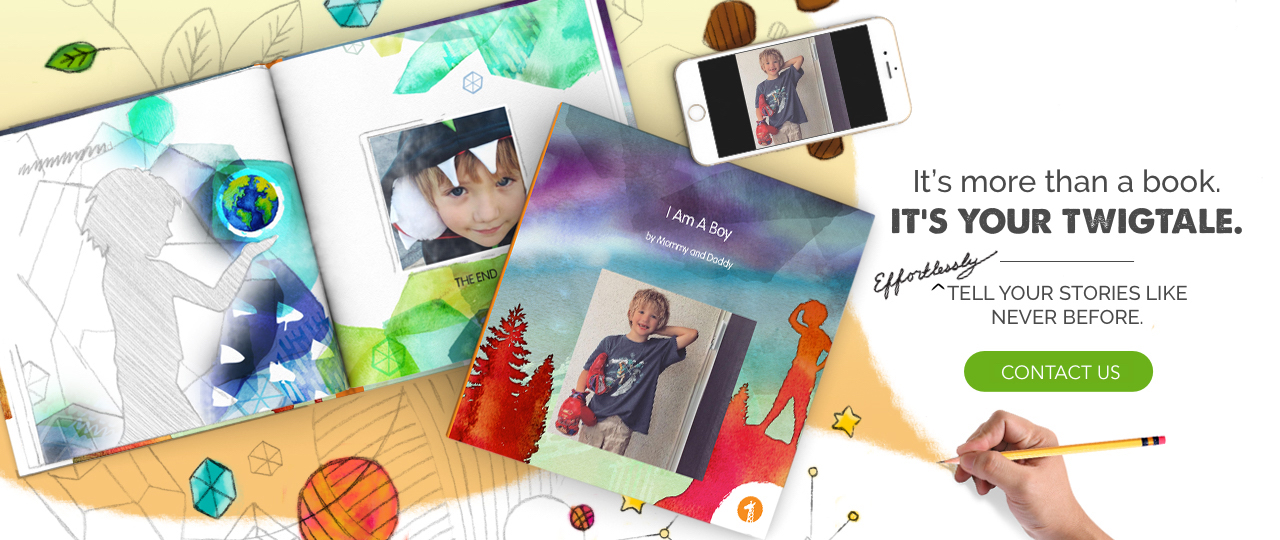 THE END
I Am A Boy
by Mommy and Daddy
It's more than a book.
IT'S YOUR TWIGTALE.
Effortlessly
^TELL YOUR STORIES LIKE
NEVER BEFORE.
CONTACT US